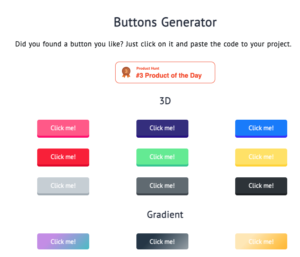 Buttons Generator
Did you found a button you like? Just click on it and paste the code to your project.
Product Hunt
#3 Product of the Day
3D
Click me! Click me! Click me!
Click me! Click me! Click me!
Click me! Click me! Click me!
Gradient
Click me! Click me! Click me!